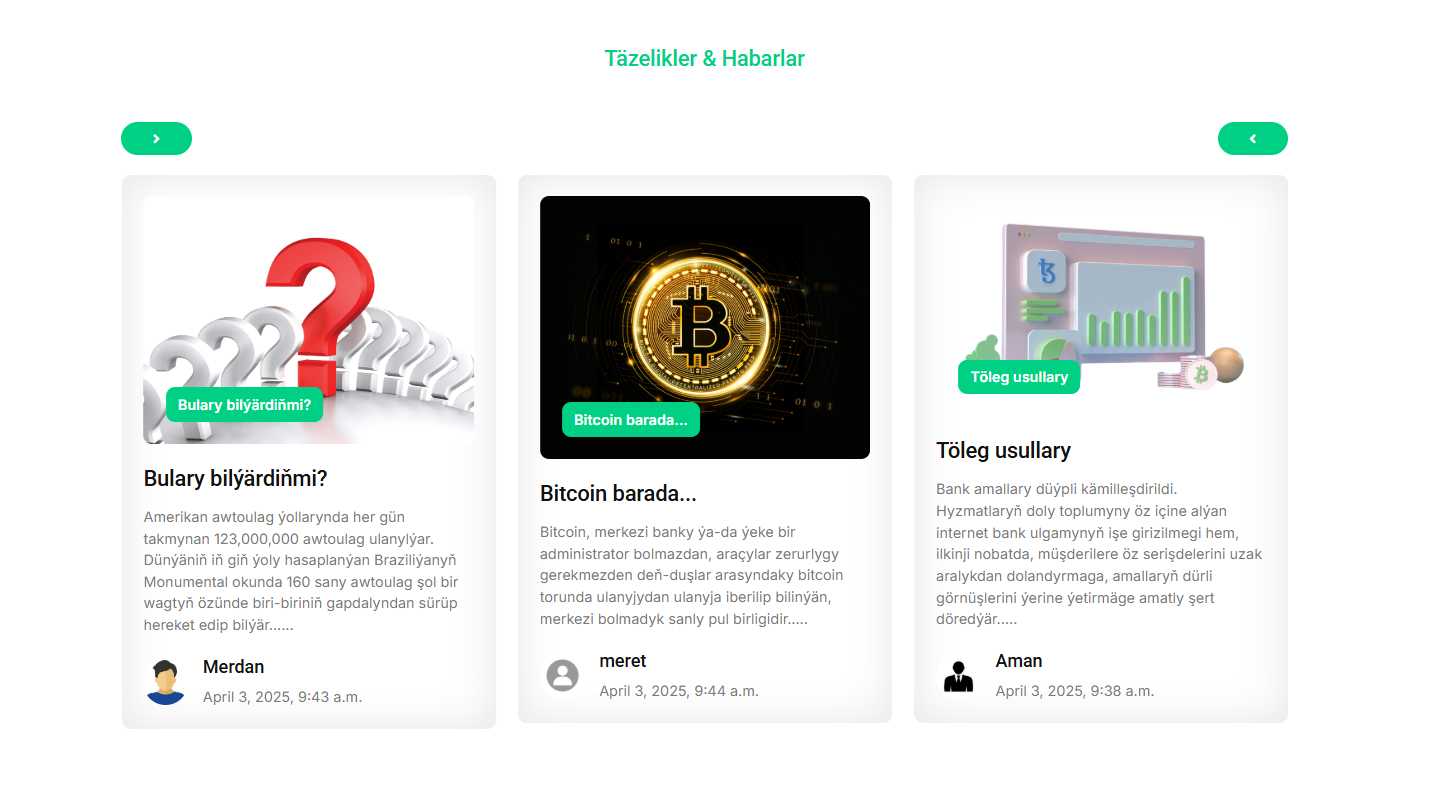 Täzelikler & Habarlar
Bulary bilýärdiňmi?
Bulary bilýärdiňmi?
Amerikan awtoulag ýollarynda her gün
takmynan 123,000,000 awtoulag ulanylýar.
Dünýäniň iň giň ýoly hasaplanýan Braziliýanyň
Monumental okunda 160 sany awtoulag şol bir
wagtyň özünde biri-biriniň gapdalyndan sürüp
hereket edip bilýär......
Merdan
April 3, 2025, 9:43 a.m.
1 01 0 1
Bitcoin barada...
Bitcoin barada...
Bitcoin, merkezi banky ýa-da ýeke bir
administrator bolmazdan, araçylar zerurlygy
gerekmezden deň-duşlar arasyndaky bitcoin
torunda ulanyjydan ulanyja iberilip bilinýän,
merkezi bolmadyk sanly pul birligidir.....
meret
April 3, 2025, 9:44 a.m.
Töleg usullary
Töleg usullary
Bank amallary düýpli kämilleşdirildi.
Hyzmatlaryň doly toplumyny öz içine alýan
internet bank ulgamynyň işe girizilmegi hem,
ilkinji nobatda, müşderilere öz serişdelerini uzak
aralykdan dolandyrmaga, amallaryň dürli
görnüşlerini ýerine ýetirmäge amatly şert
döredýär.....
Aman
April 3, 2025, 9:38 a.m.